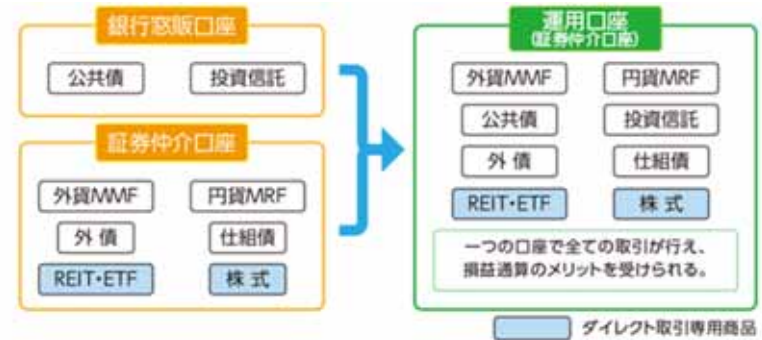 銀行窓販口座
公共債
投資信託
証券仲介口座
外貨MMF
円貨MRF
外 債
仕組債
REIT・ETF
株 式
運用口座
(証券仲介口座)
外貨MMF
円貨MRF
公共債
投資信託
外 債
仕組債
REIT・ETF
株 式
一つの口座で全ての取引が行え、
損益通算のメリットを受けられる。
ダイレクト取引専用商品